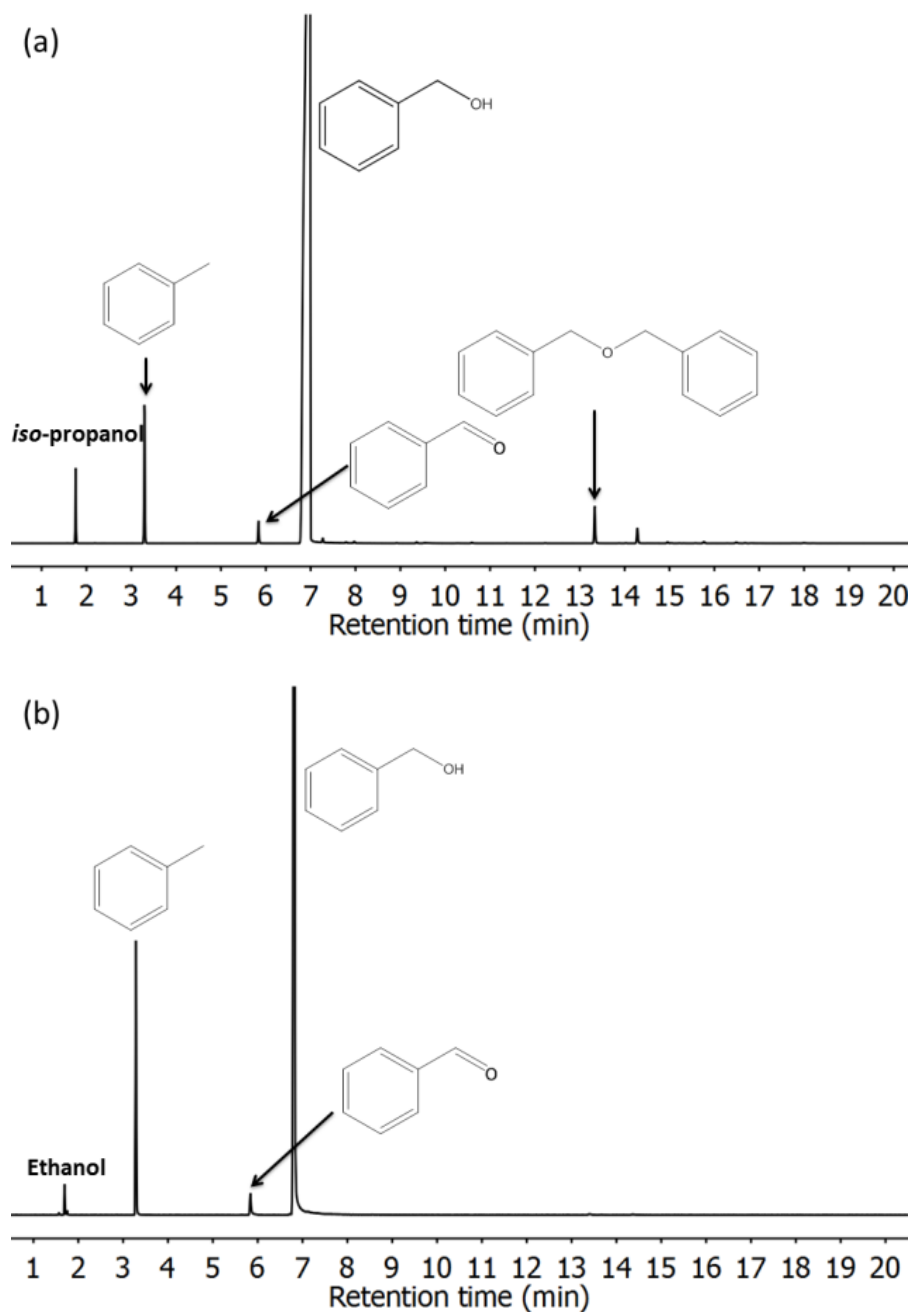 (a)
OH
O
iso-propanol
O
1 2 3 4 5 6 7 8 9 10 11 12 13 14 15 16 17 18 19 20
Retention time (min)
(b)
OH
O
Ethanol
1 2 3 4 5 6 7 8 9 10 11 12 13 14 15 16 17 18 19 20
Retention time (min)